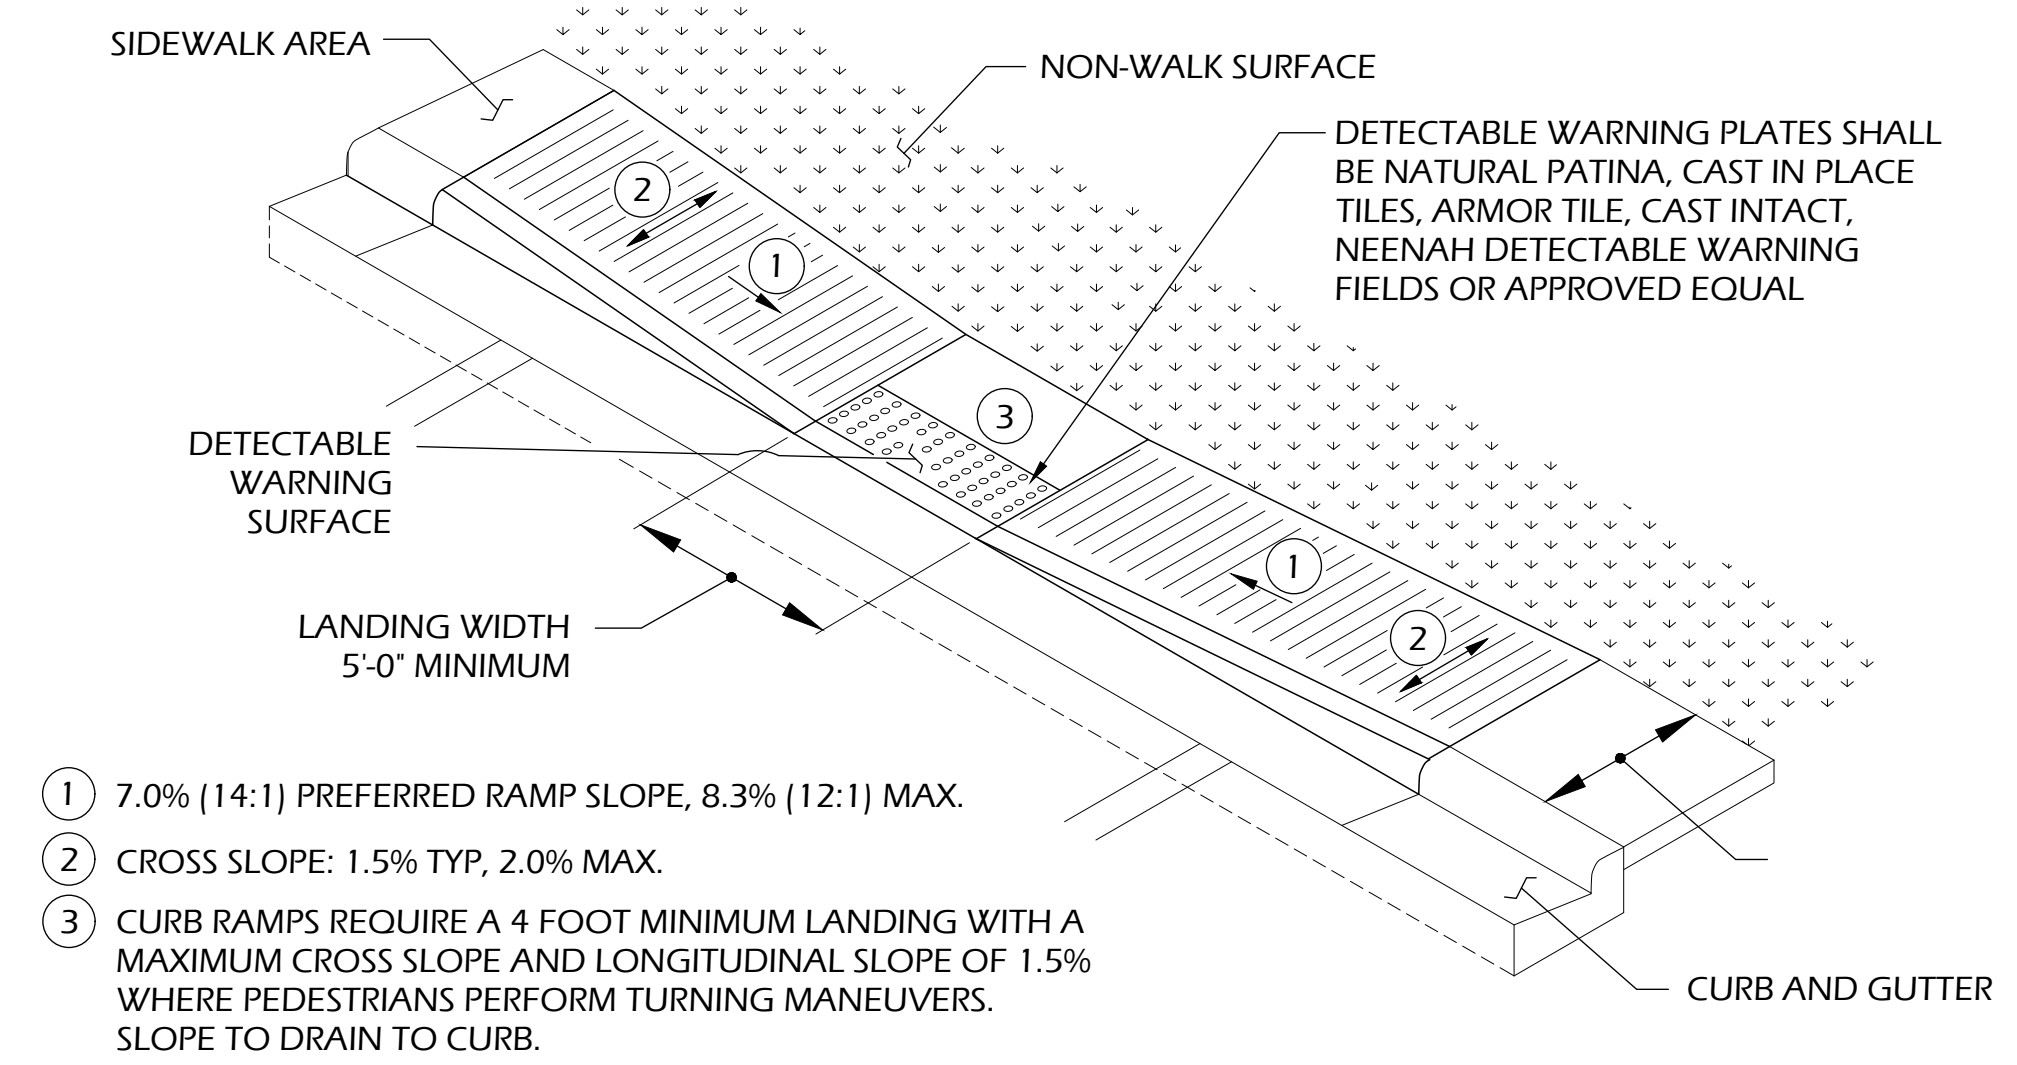 SIDEWALK AREA
NON-WALK SURFACE
DETECTABLE WARNING PLATES SHALL
BE NATURAL PATINA, CAST IN PLACE
TILES, ARMOR TILE, CAST INTACT,
NEENAH DETECTABLE WARNING
FIELDS OR APPROVED EQUAL
2
1
3
DETECTABLE
WARNING
SURFACE
1
2
LANDING WIDTH
5'-0" MINIMUM
1 7.0% (14:1) PREFERRED RAMP SLOPE, 8.3% (12:1) MAX.
2 CROSS SLOPE: 1.5% TYP, 2.0% MAX.
3 CURB RAMPS REQUIRE A 4 FOOT MINIMUM LANDING WITH A
MAXIMUM CROSS SLOPE AND LONGITUDINAL SLOPE OF 1.5%
WHERE PEDESTRIANS PERFORM TURNING MANEUVERS.
SLOPE TO DRAIN TO CURB.
CURB AND GUTTER